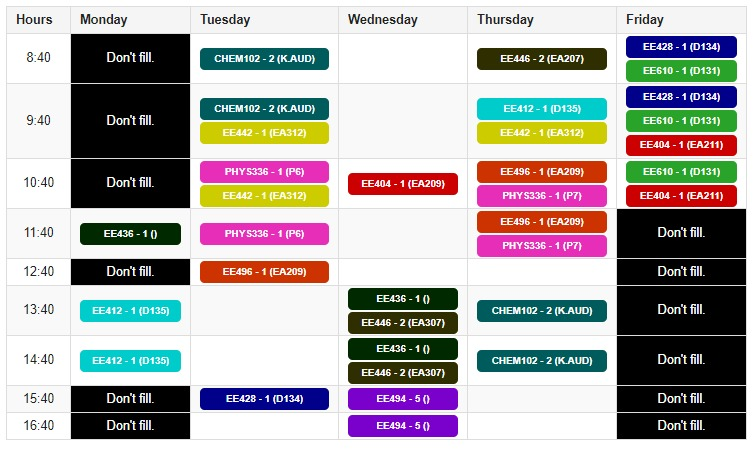 Hours Monday Tuesday Wednesday Thursday Friday
8:40 Don't fill. CHEM102 - 2 (K.AUD) EE446 - 2 (EA207) EE428 - 1 (D134)
EE610 - 1 (D131)
9:40 Don't fill. CHEM102 - 2 (K.AUD) EE412 - 1 (D135) EE428 - 1 (D134)
EE442 - 1 (EA312) EE442 - 1 (EA312) EE610 - 1 (D131)
EE404 - 1 (EA211)
10:40 Don't fill. PHYS336 - 1 (P6) EE404 - 1 (EA209) EE496 - 1 (EA209) EE610 - 1 (D131)
EE442 - 1 (EA312) PHYS336 - 1 (P7) EE404 - 1 (EA211)
11:40 EE436 - 1 () PHYS336 - 1 (P6) EE496 - 1 (EA209) Don't fill.
PHYS336 - 1 (P7)
12:40 Don't fill. EE496 - 1 (EA209) Don't fill.
13:40 EE412 - 1 (D135) EE436 - 1 () CHEM102 - 2 (K.AUD) Don't fill.
EE446 - 2 (EA307)
14:40 EE412 - 1 (D135) EE436 - 1 () CHEM102 - 2 (K.AUD) Don't fill.
EE446 - 2 (EA307)
15:40 Don't fill. EE428 - 1 (D134) EE494 - 5 () Don't fill.
16:40 Don't fill. EE494 - 5 () Don't fill.